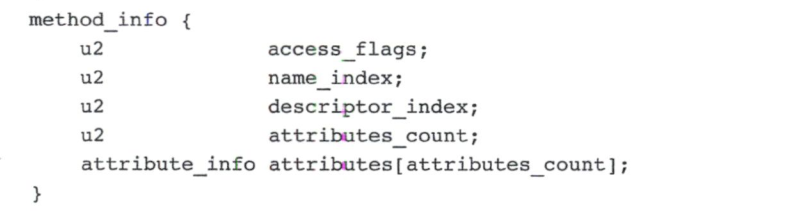 method_info {
    u2             access_flags;
    u2             name_index;
    u2             descriptor_index;
    u2             attributes_count;
    attribute_info attributes[attributes_count];
}